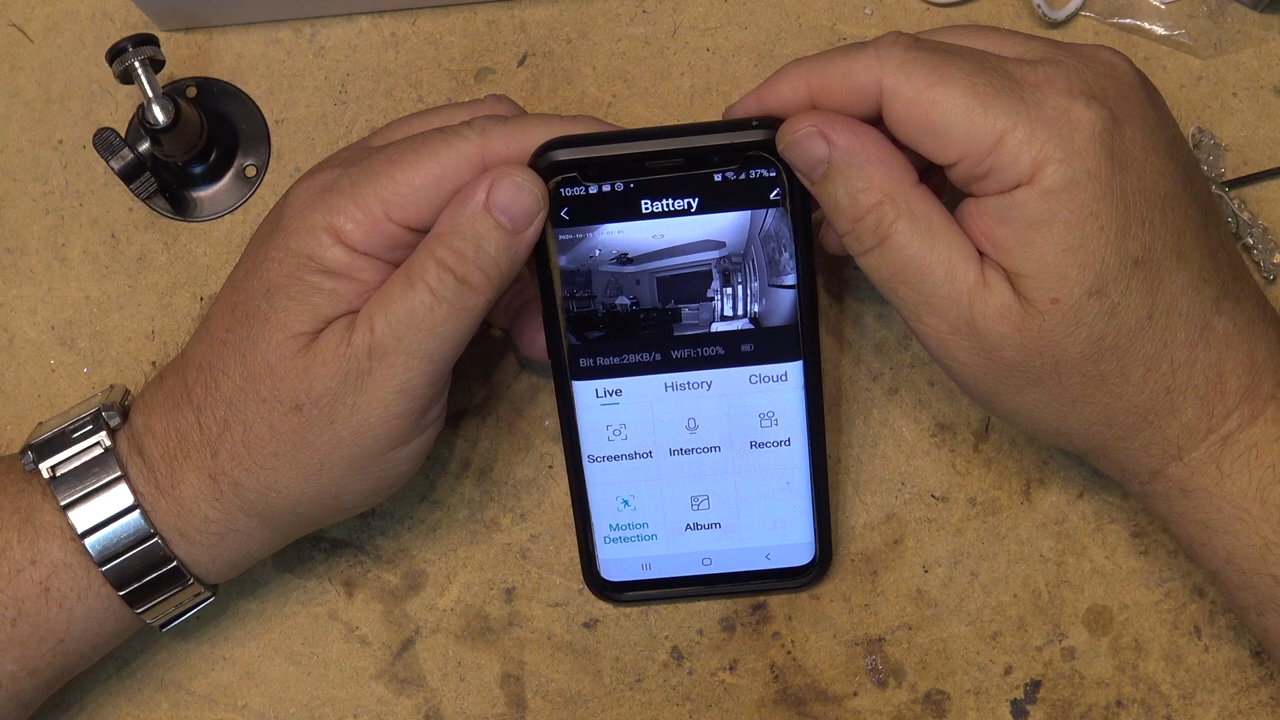 10:02 37%
Battery
Bit Rate:28KB/s WiFi:100%
Live History Cloud
Screenshot Intercom Record
Motion
Detection
Album